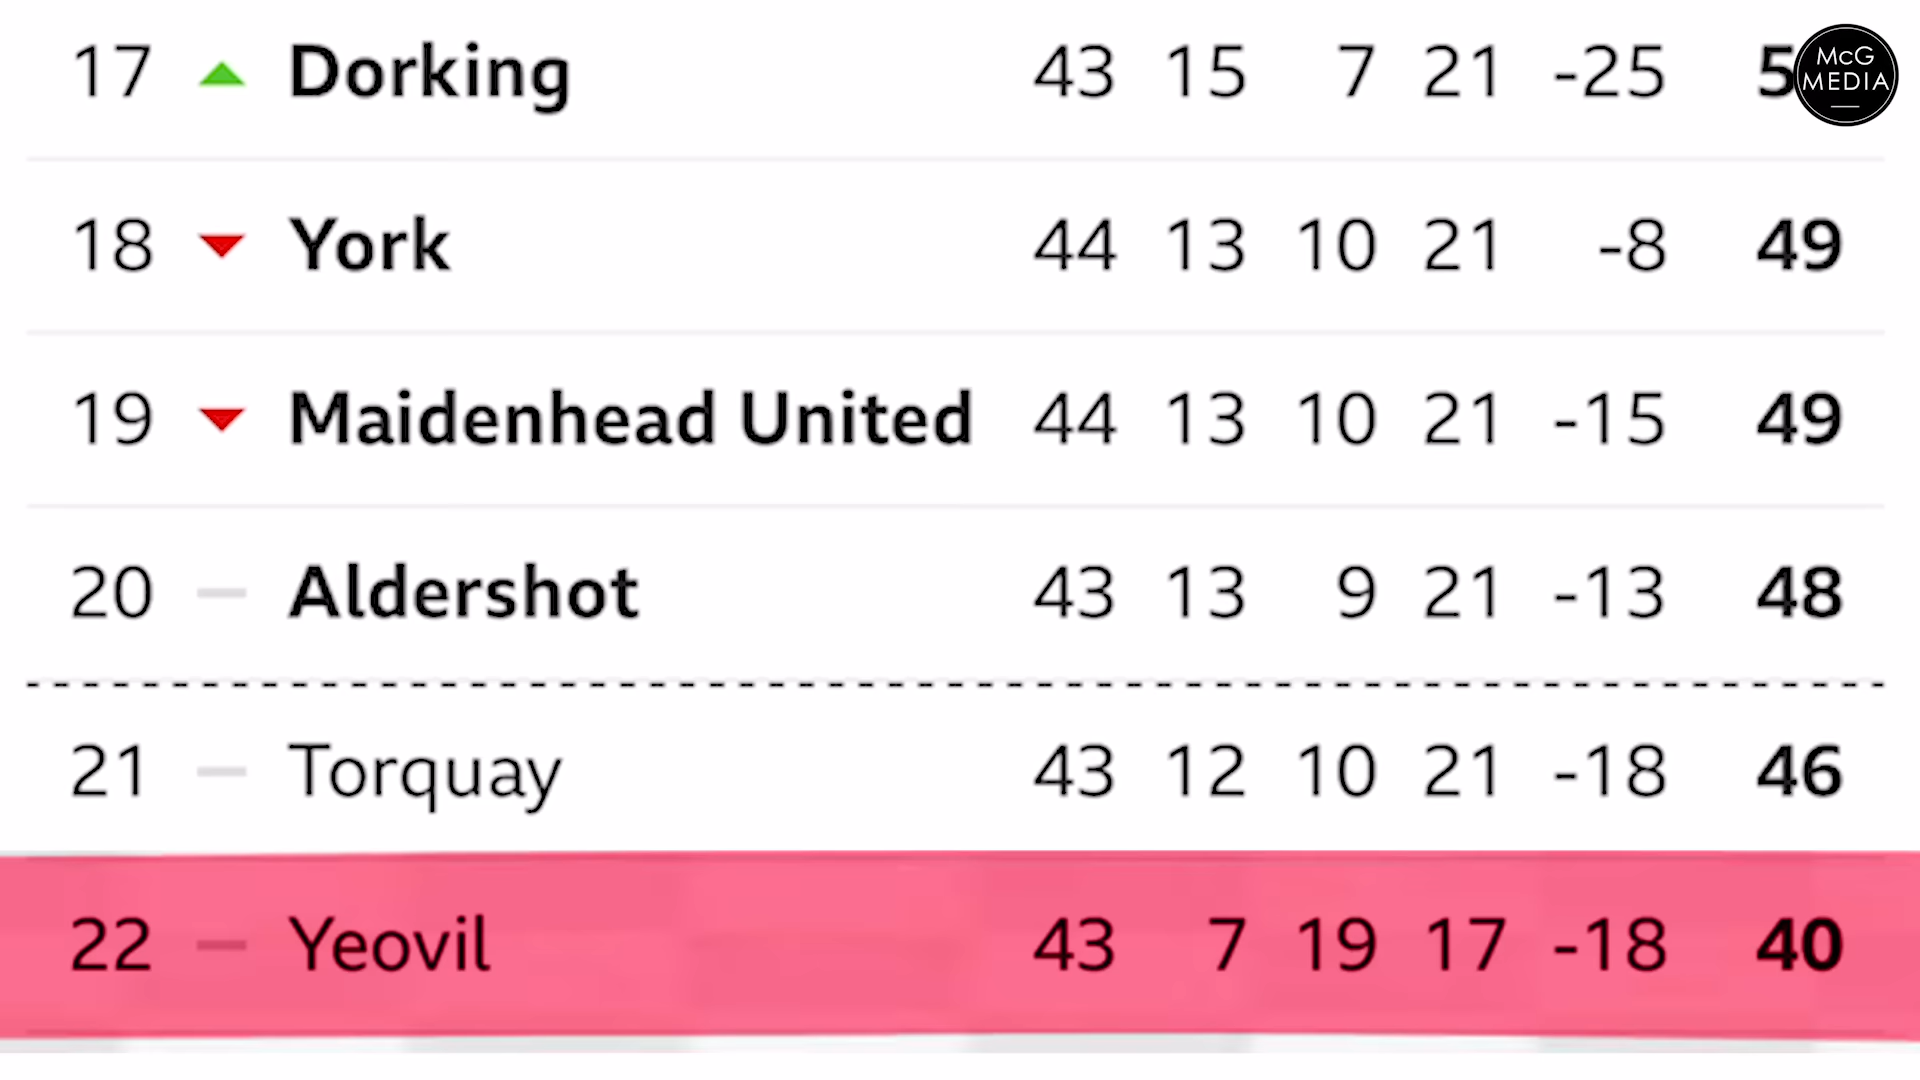 17 Dorking 43 15 7 21 -25 5
McG
MEDIA
18 York 44 13 10 21 -8 49
19 Maidenhead United 44 13 10 21 -15 49
20 Aldershot 43 13 9 21 -13 48
21 Torquay 43 12 10 21 -18 46
22 Yeovil 43 7 19 17 -18 40